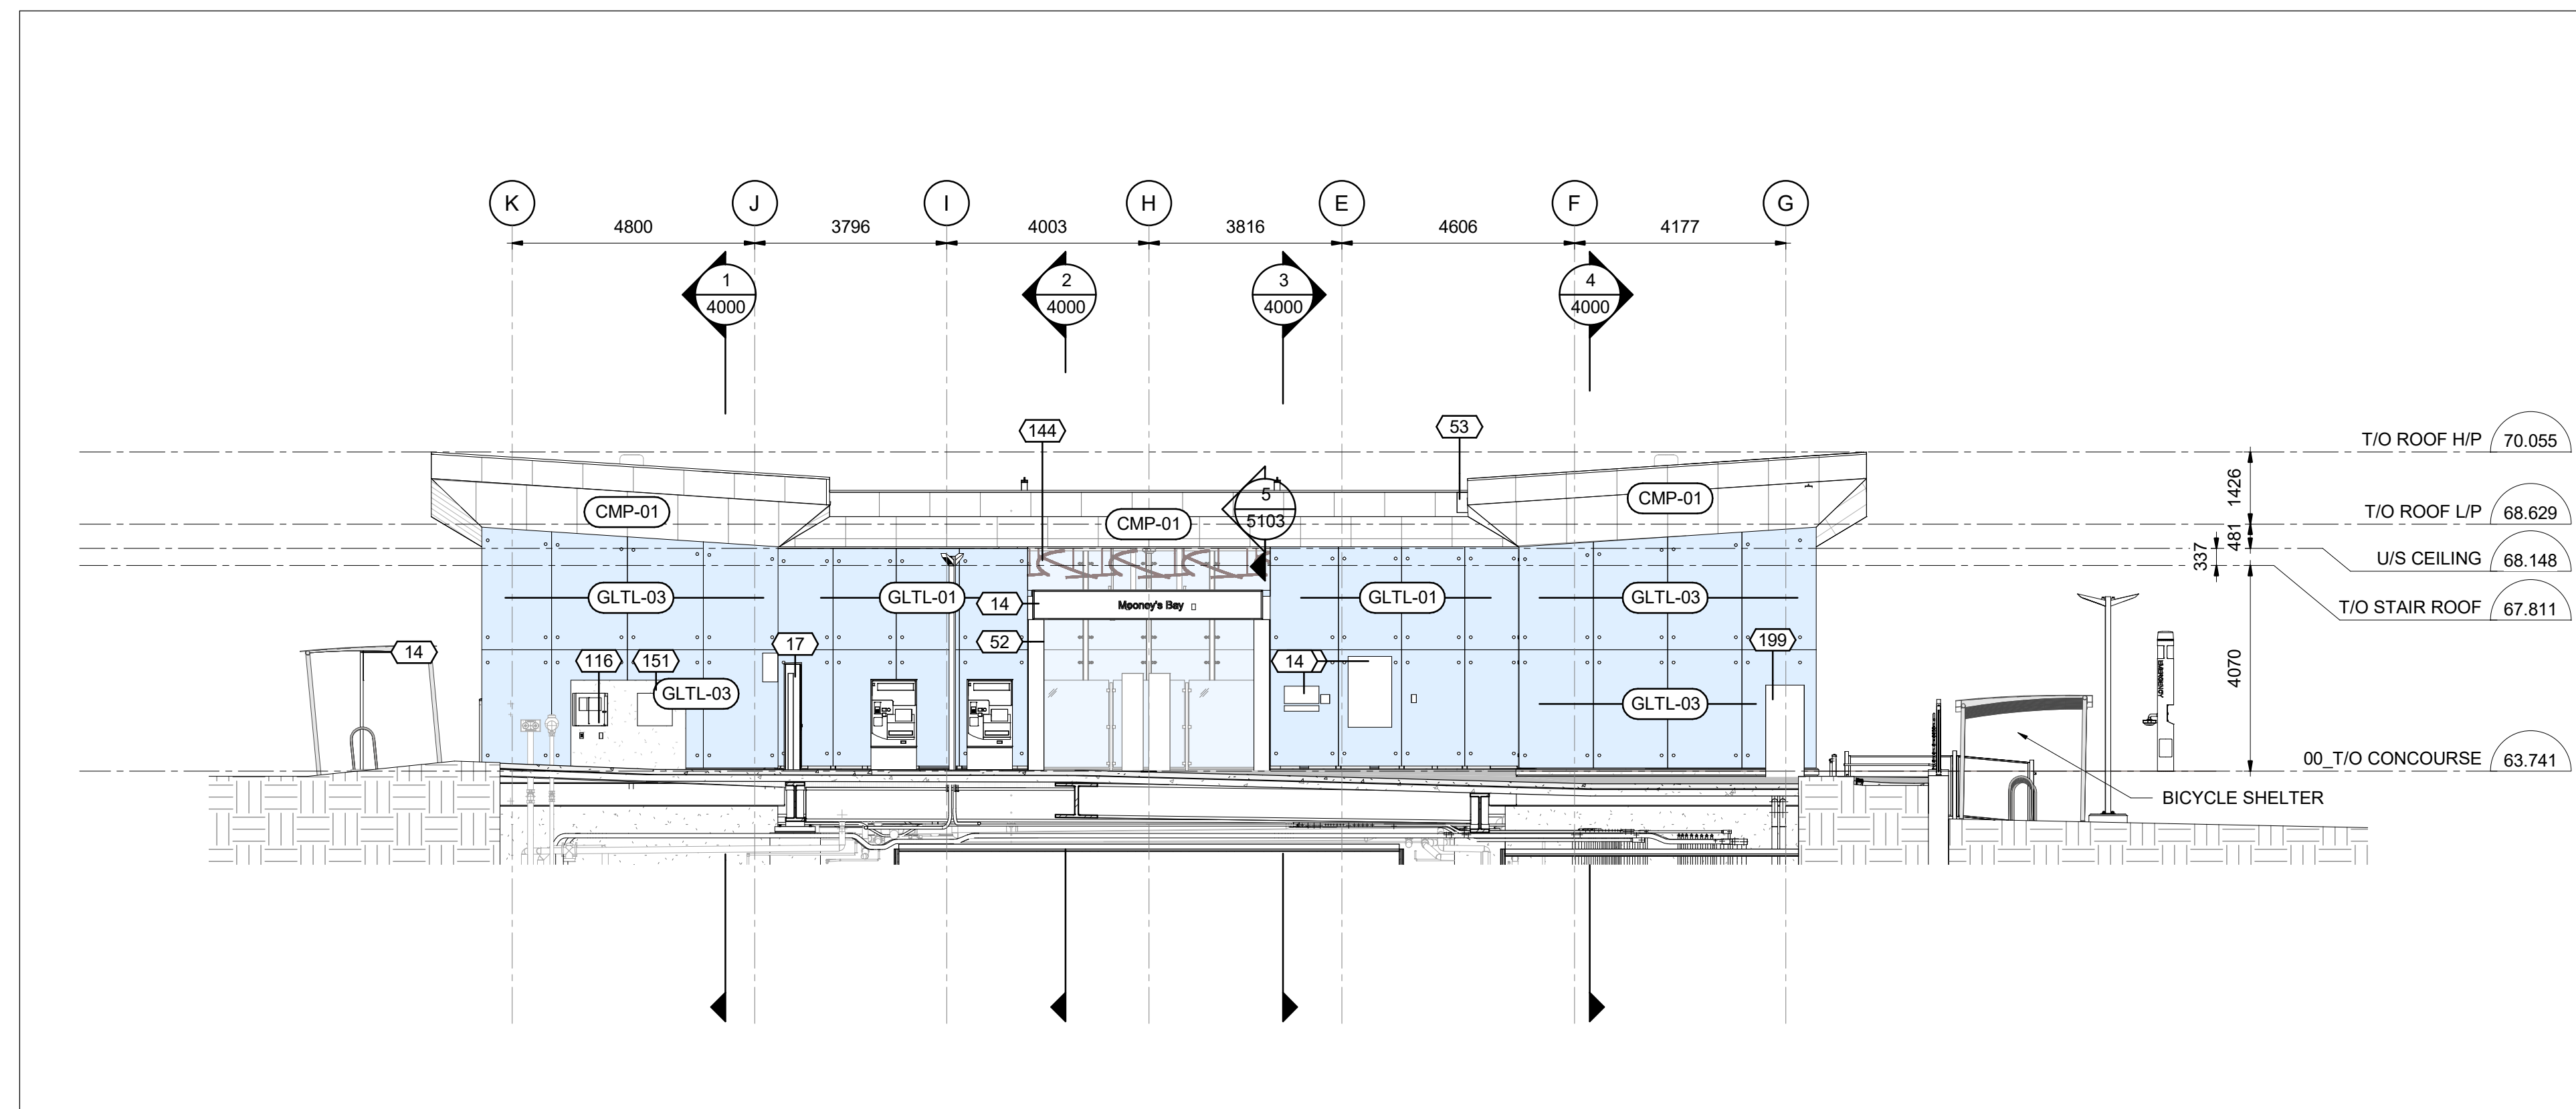 K J I H E F G
4800 3796 4003 3816 4606 4177
1 2 3 4
4000 4000 4000 4000
144 53
T/O ROOF H/P 70.055
1426
CMP-01 CMP-01 CMP-01
5
5103
T/O ROOF L/P 68.629
481
337
U/S CEILING 68.148
GLTL-03 GLTL-01 14 Mooney's Bay GLTL-01 GLTL-03
T/O STAIR ROOF 67.811
14 116 151 17 52 14 199
EMERGENCY
4070
GLTL-03 GLTL-03
00_T/O CONCOURSE 63.741
BICYCLE SHELTER